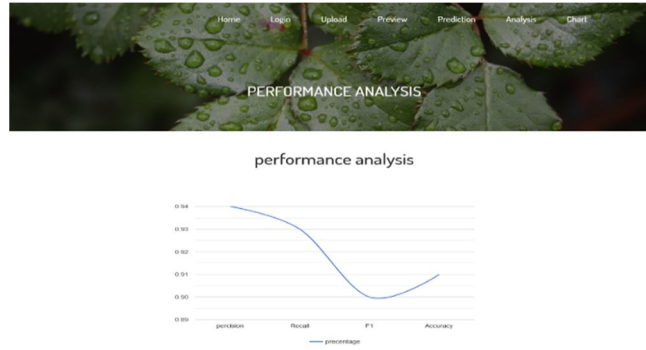 Home Login Upload Preview Prediction Analysis Chart
PERFORMANCE ANALYSIS
performance analysis
0.94
0.93
0.92
0.91
0.90
0.89
percision Recall F1 Accuracy
precentage